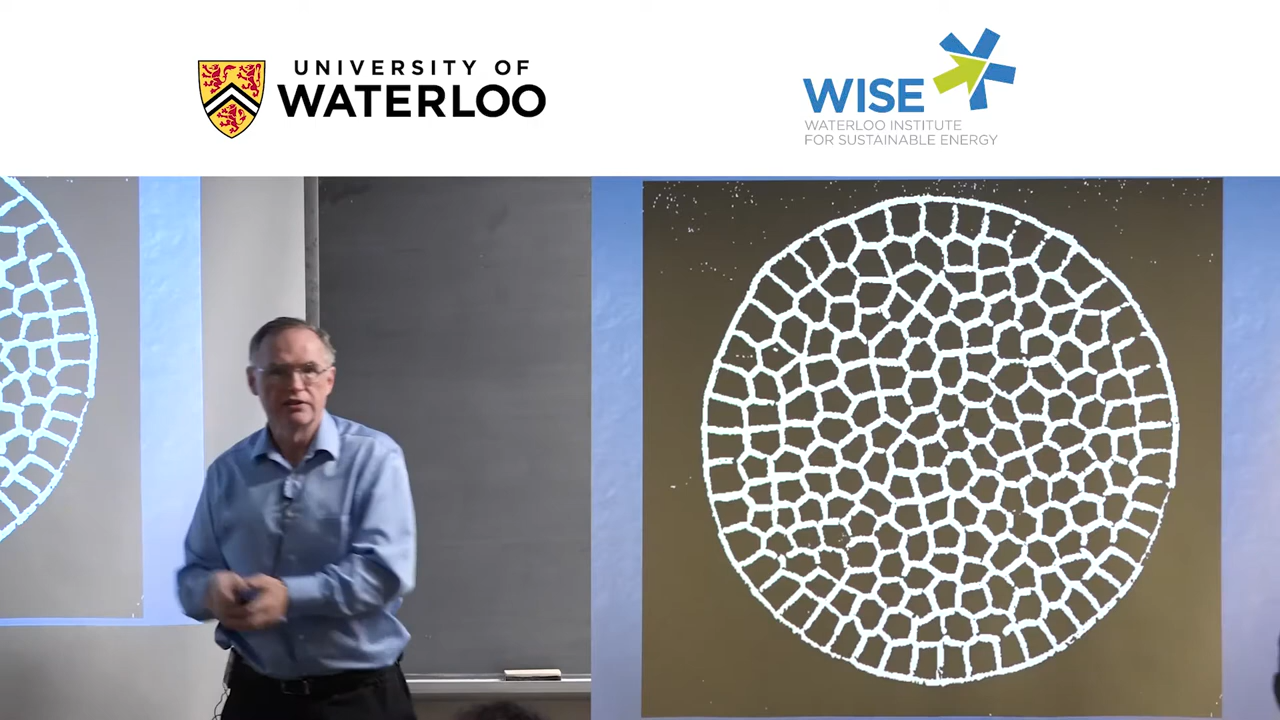 UNIVERSITY OF
WATERLOO
WISE
WATERLOO INSTITUTE
FOR SUSTAINABLE ENERGY